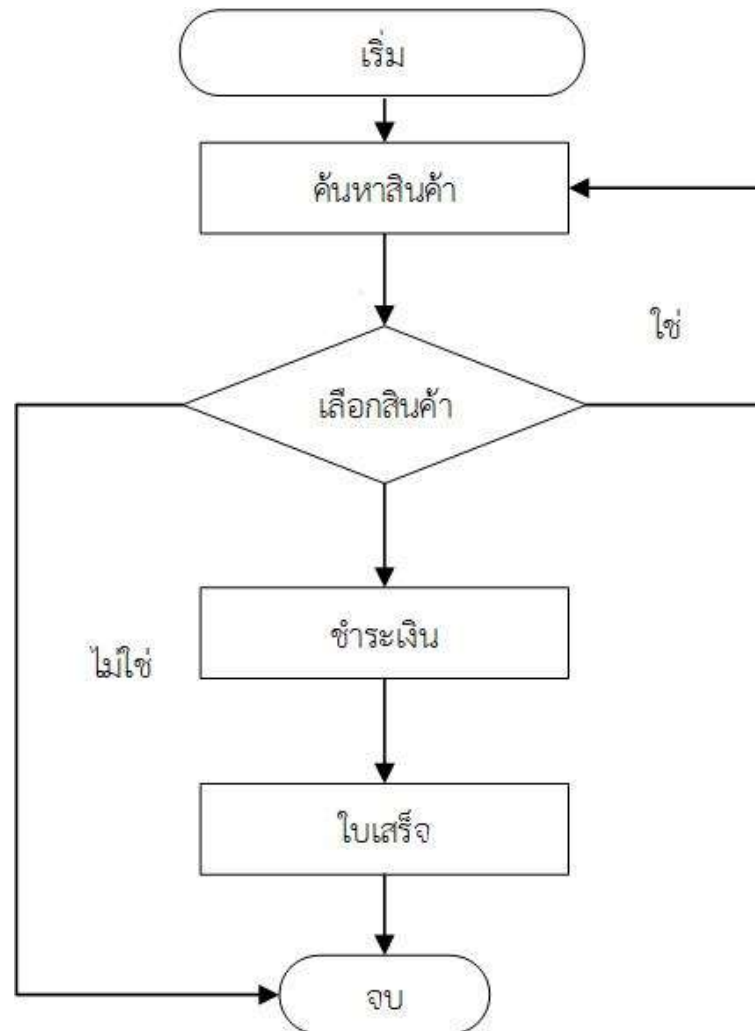 เริ่ม
ค้นหาสินค้า
ใช่
เลือกสินค้า
ชำระเงิน
ไม่ใช่
ใบเสร็จ
จบ